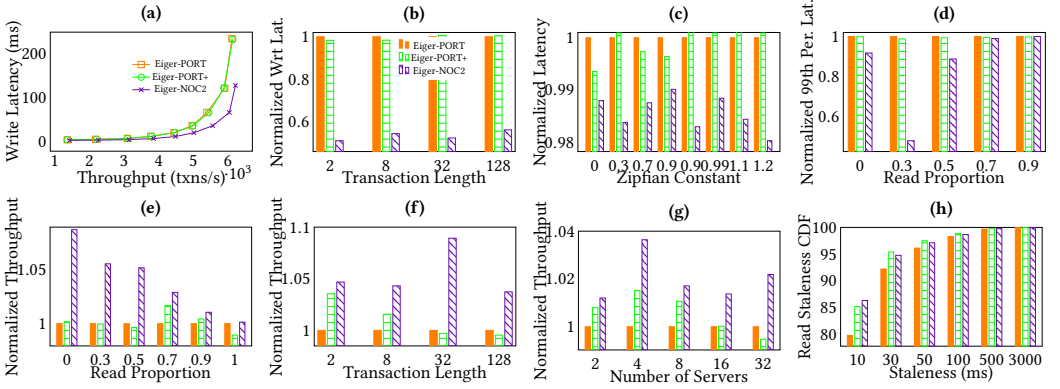 (a)
Write Latency (ms)
200
100
0
Eiger-PORT
Eiger-PORT+
Eiger-NOC2
1 2 3 4 5 6
Throughput (txns/s) ·10³
(b)
Normalized Wrt Lat.
1
0.8
0.6
Eiger-PORT
Eiger-PORT+
Eiger-NOC2
2 8 32 128
Transaction Length
(c)
Normalized Latency
1
0.99
0.98
0 0.3 0.7 0.9 0.9 0.99 1.1 1.2
Zipfian Constant
(d)
Normalized 99th Per. Lat.
1
0.8
0.6
0 0.3 0.5 0.7 0.9
Read Proportion
(e)
Normalized Throughput
1.05
1
0 0.3 0.5 0.7 0.9 1
Read Proportion
(f)
Normalized Throughput
1.1
1
2 8 32 128
Transaction Length
(g)
Normalized Throughput
1.04
1.02
1
2 4 8 16 32
Number of Servers
(h)
Read Staleness CDF
100
95
90
85
80
10 30 50 100 500 3000
Staleness (ms)